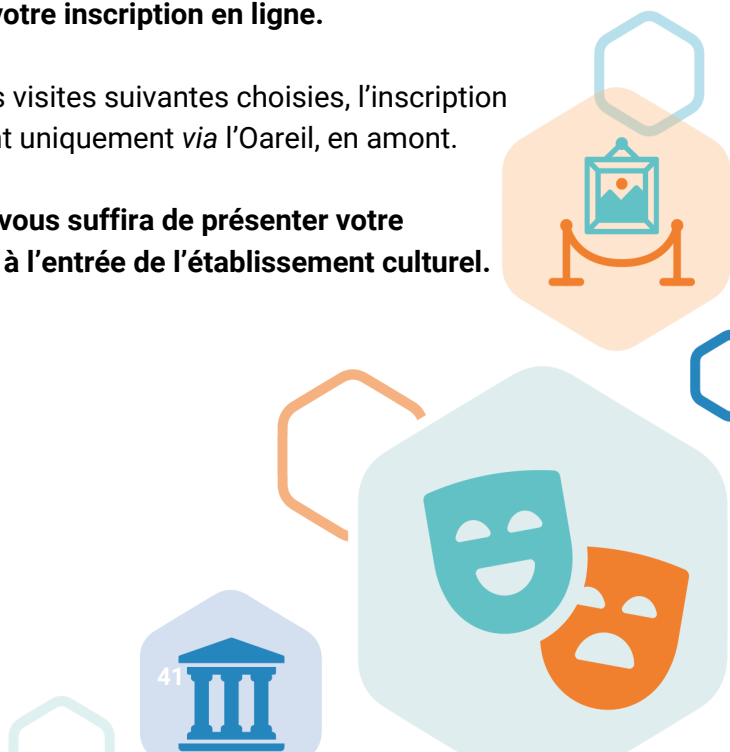 votre inscription en ligne.
s visites suivantes choisies, l'inscription
nt uniquement via l'Oareil, en amont.
vous suffira de présenter votre
à l'entrée de l'établissement culturel.
41